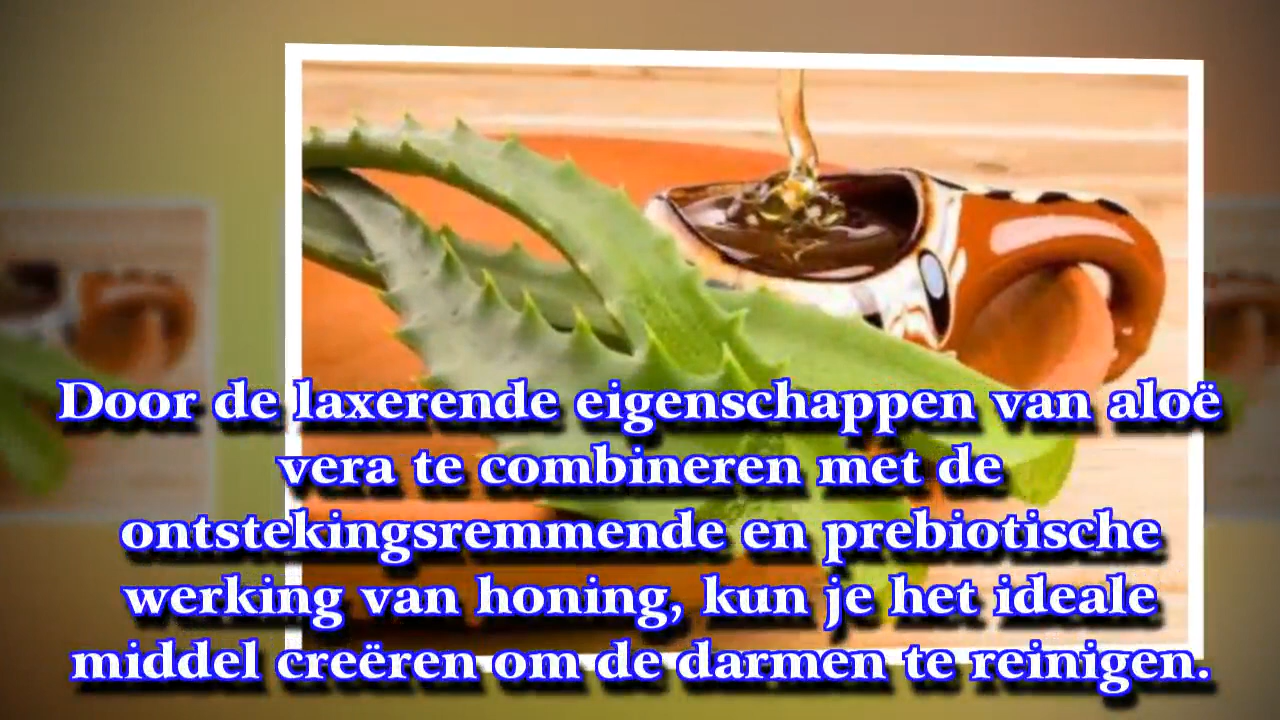 Door de laxerende eigenschappen van aloë
vera te combineren met de
ontstekingsremmende en prebiotische
werking van honing, kun je het ideale
middel creëren om de darmen te reinigen.